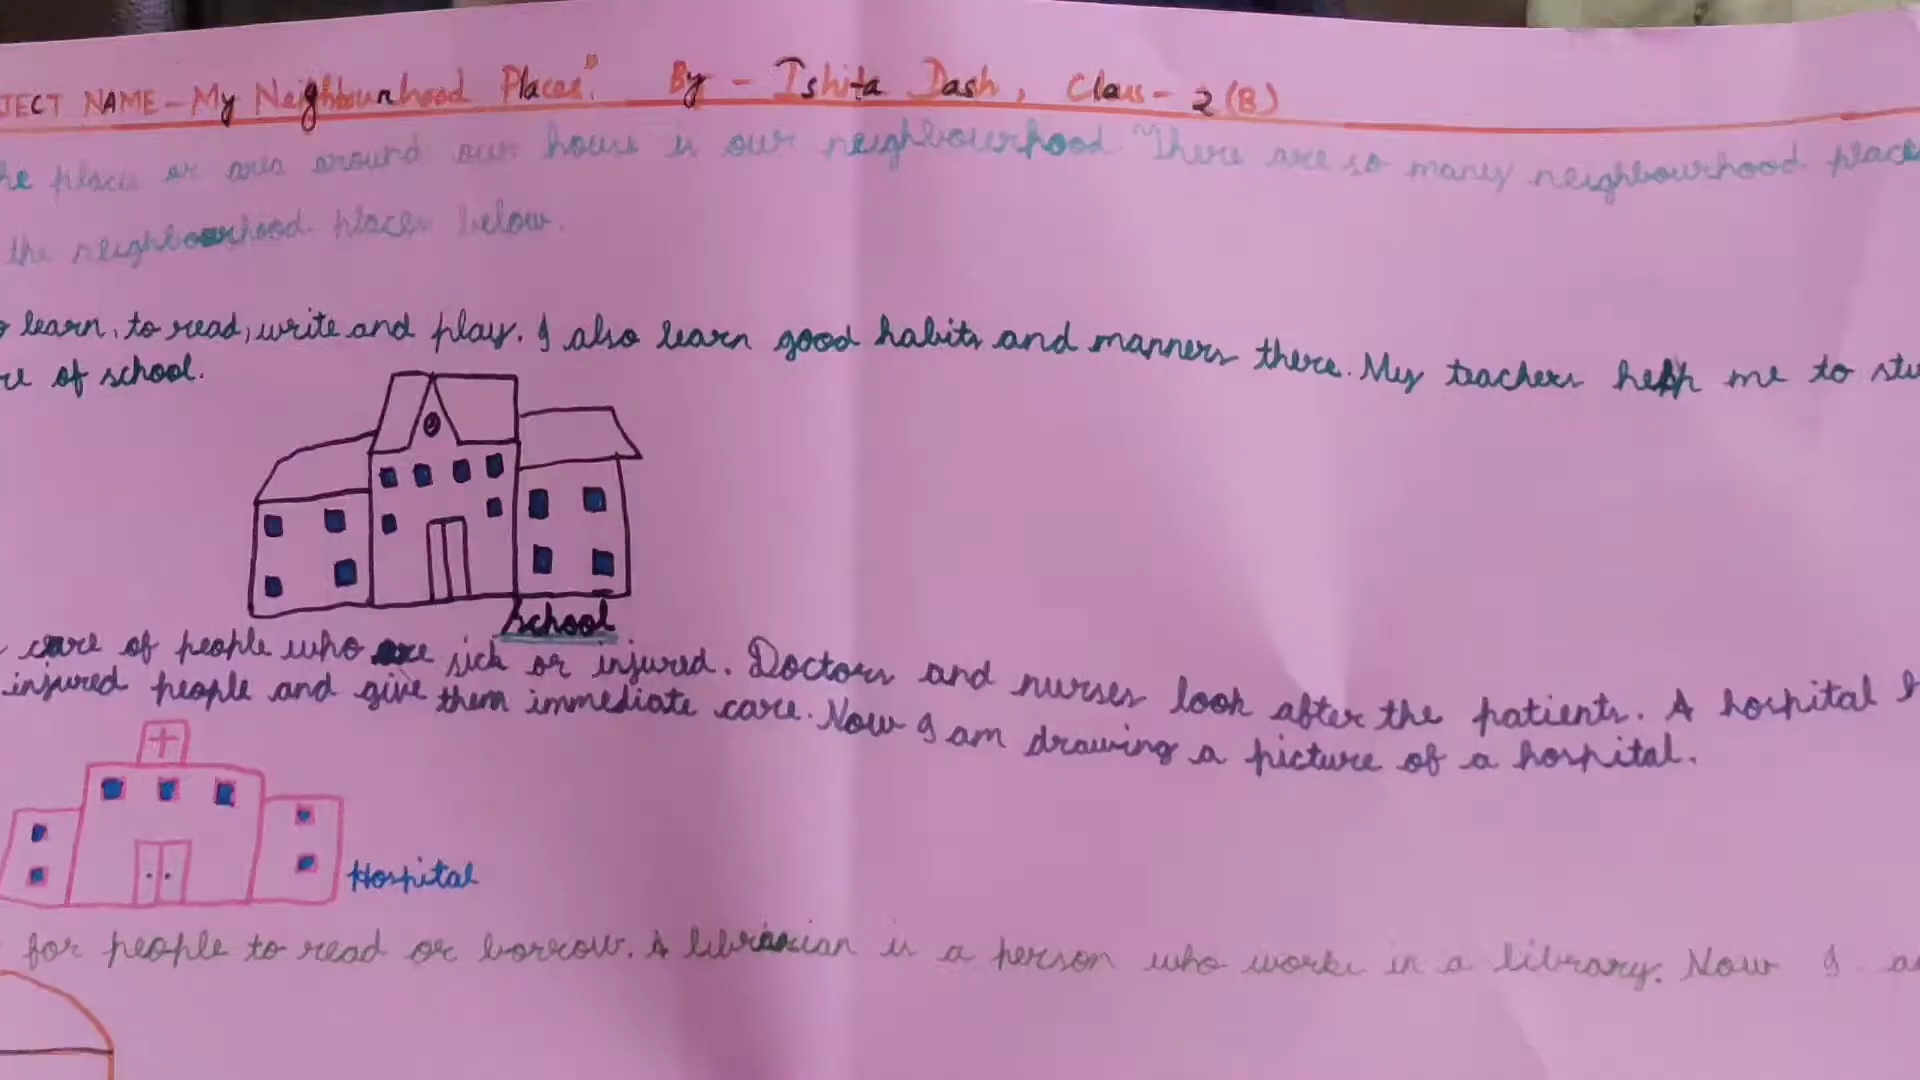 JECT NAME - My Neighbourhood Places" By - Ishita Dash, Class - 2 (B)
he place or area around our house is our neighbourhood. There are so many neighbourhood place
the neighbourhood places below.
o learn, to read, write and play. I also learn good habits and manners there. My teachers help me to stu
re of school.
School
care of people who are sick or injured. Doctors and nurses look after the patients. A hospital h
injured people and give them immediate care. Now I am drawing a picture of a hospital.
Hospital
for people to read or borrow. A librarian is a person who works in a library. Now I a